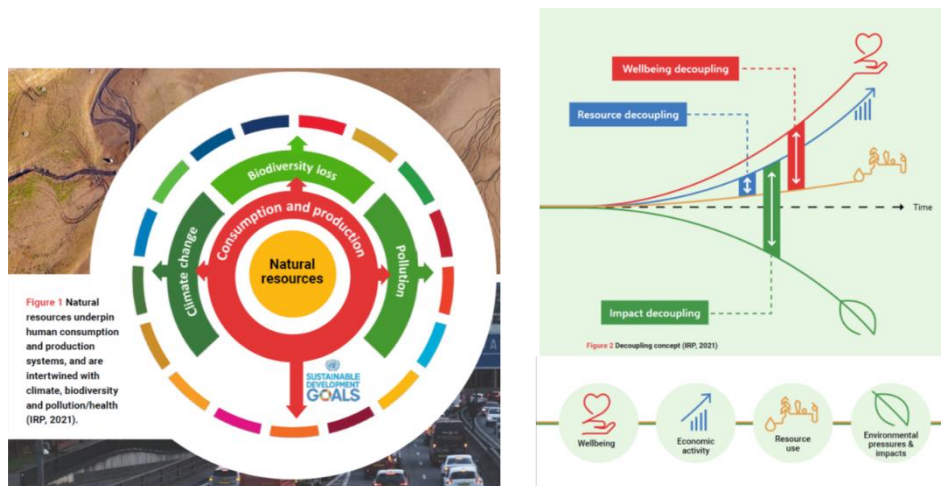 Biodiversity loss
Climate change
Consumption and production
Pollution
Natural
resources
SUSTAINABLE
DEVELOPMENT
GOALS
Figure 1 Natural
resources underpin
human consumption
and production
systems, and are
intertwined with
climate, biodiversity
and pollution/health
(IRP, 2021).
Wellbeing decoupling
Resource decoupling
Time
Impact decoupling
Figure 2 Decoupling concept (IRP, 2021)
Wellbeing
Economic
activity
Resource
use
Environmental
pressures &
impacts